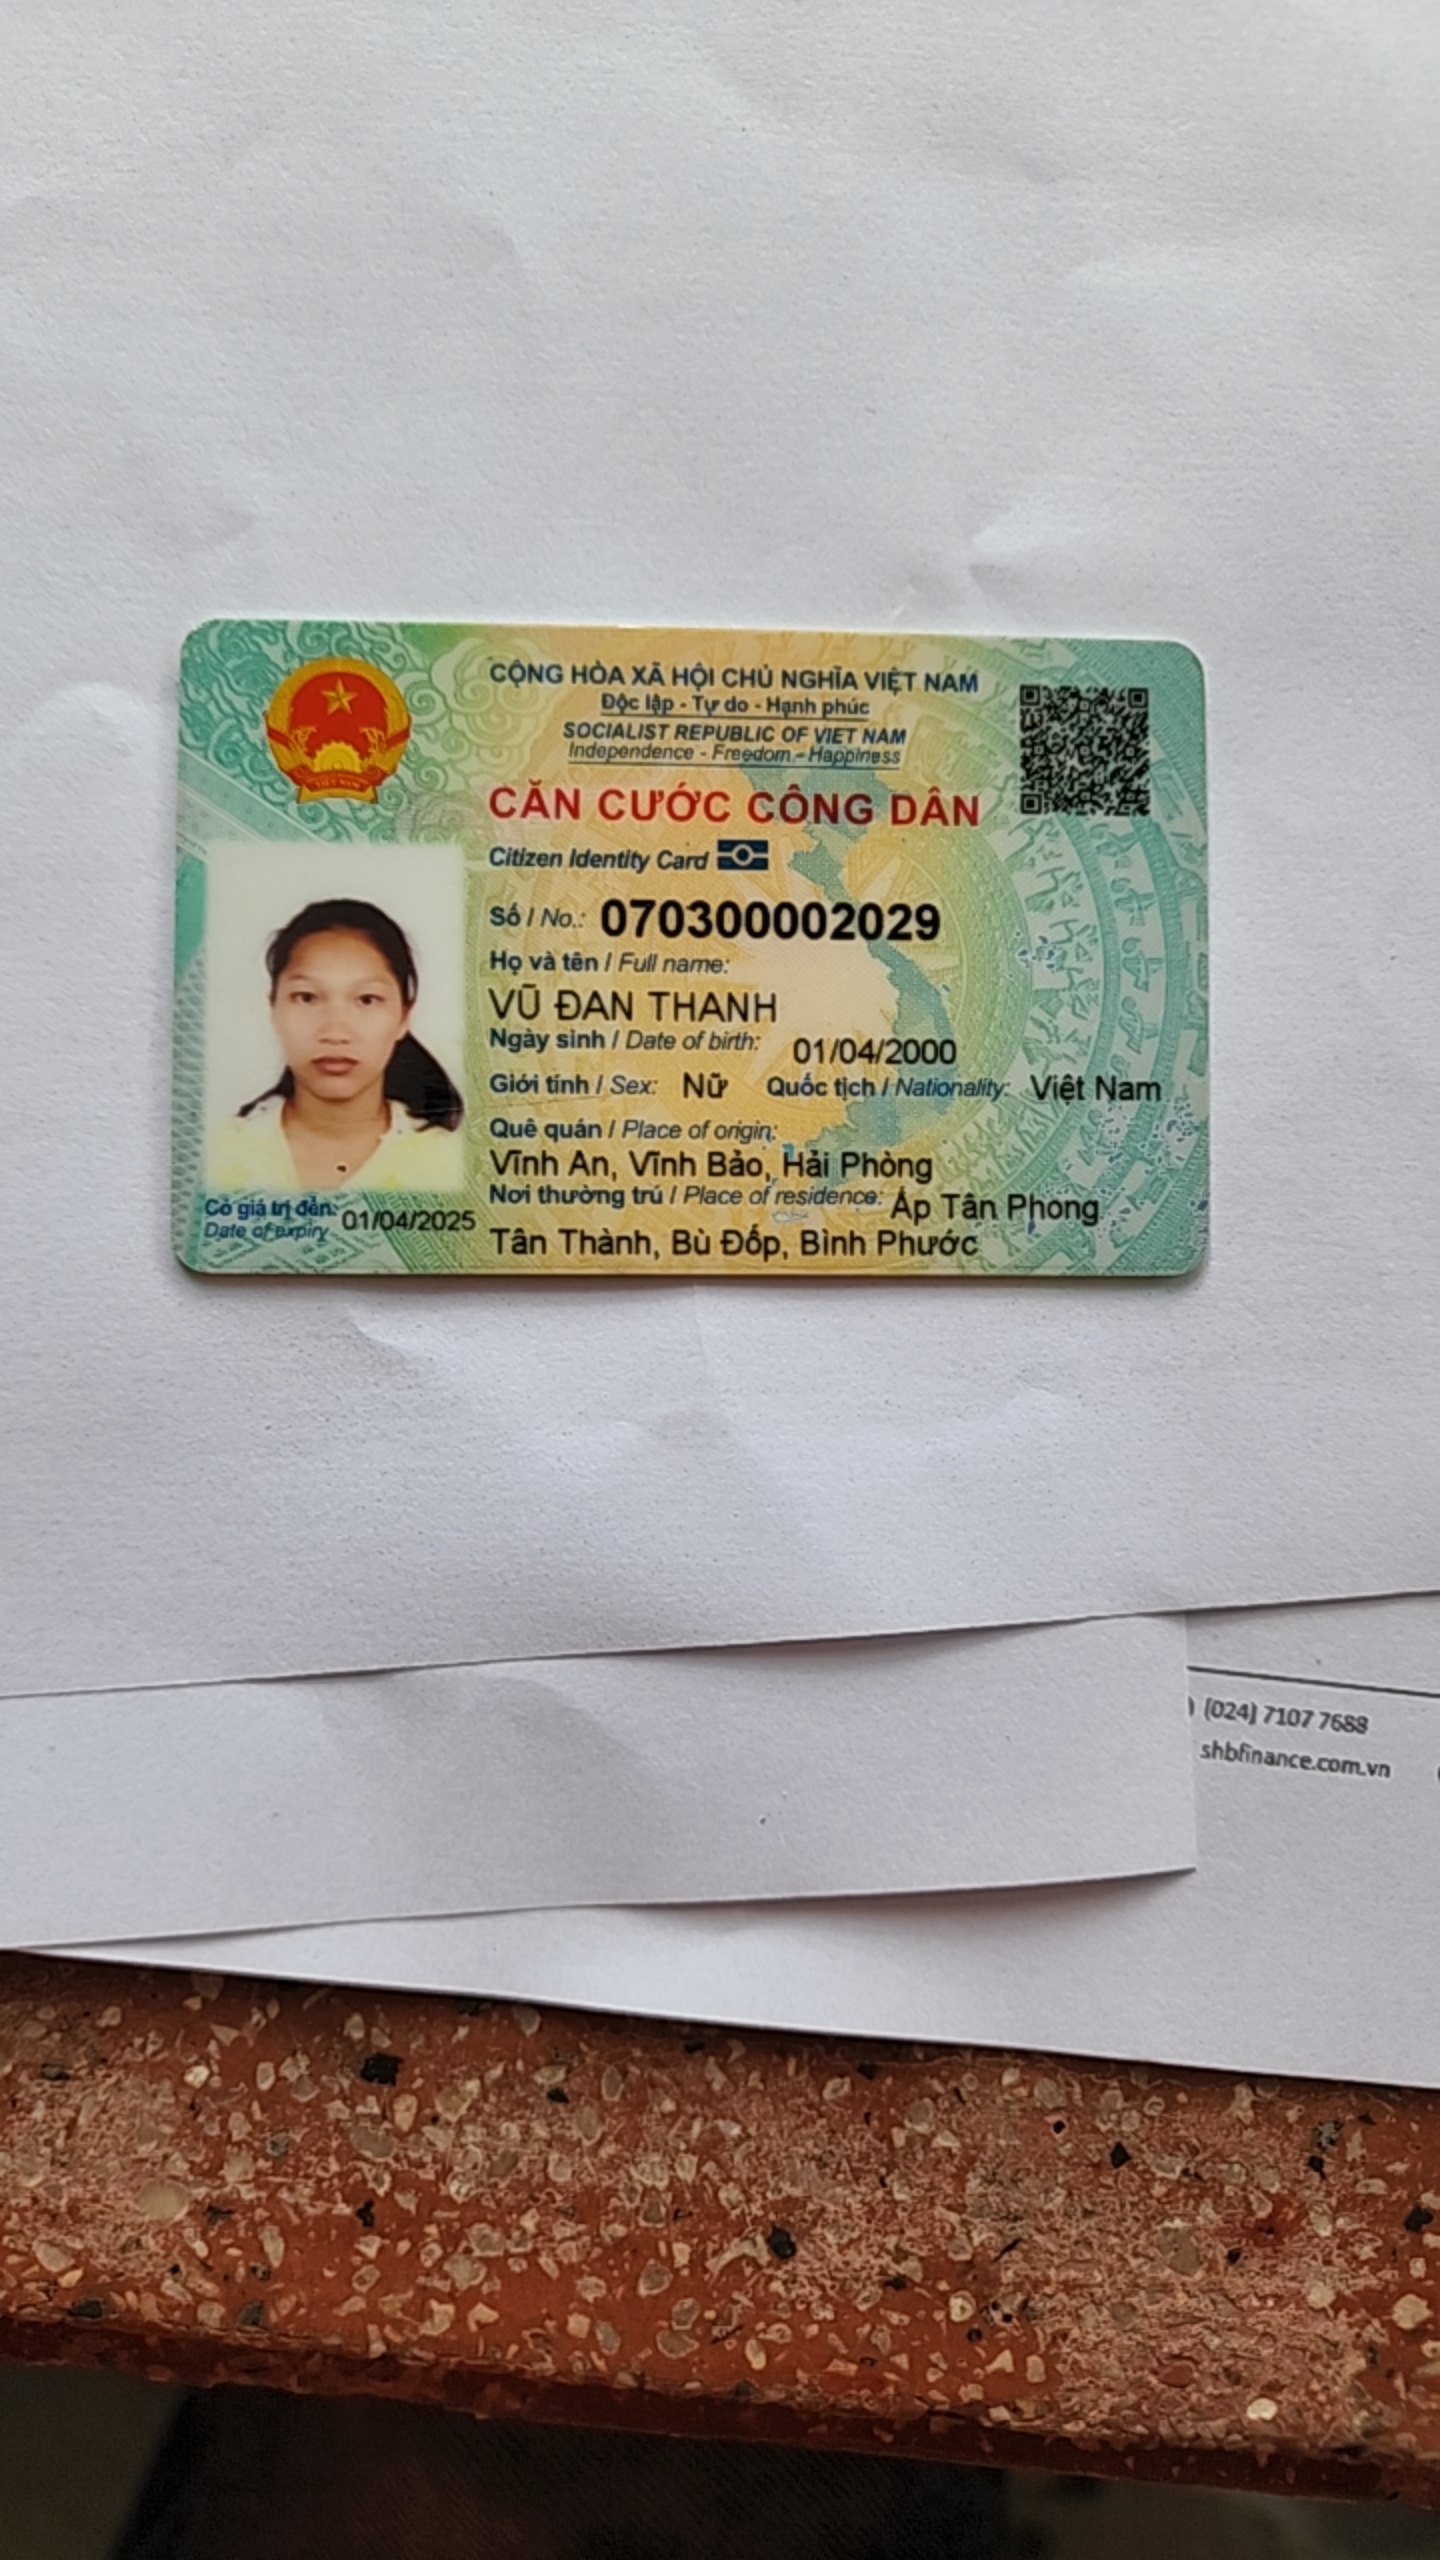 CỘNG HÒA XÃ HỘI CHỦ NGHĨA VIỆT NAM
Độc lập - Tự do - Hạnh phúc
SOCIALIST REPUBLIC OF VIET NAM
Independence - Freedom - Happiness
CĂN CƯỚC CÔNG DÂN
Citizen Identity Card
Số / No.: 070300002029
Họ và tên / Full name:
VŨ ĐAN THANH
Ngày sinh / Date of birth: 01/04/2000
Giới tính / Sex: Nữ Quốc tịch / Nationality: Việt Nam
Quê quán / Place of origin:
Vĩnh An, Vĩnh Bảo, Hải Phòng
Nơi thường trú / Place of residence: Ấp Tân Phong
Tân Thành, Bù Đốp, Bình Phước
Có giá trị đến: 01/04/2025
Date of expiry
(024) 7107 7688
shbfinance.com.vn